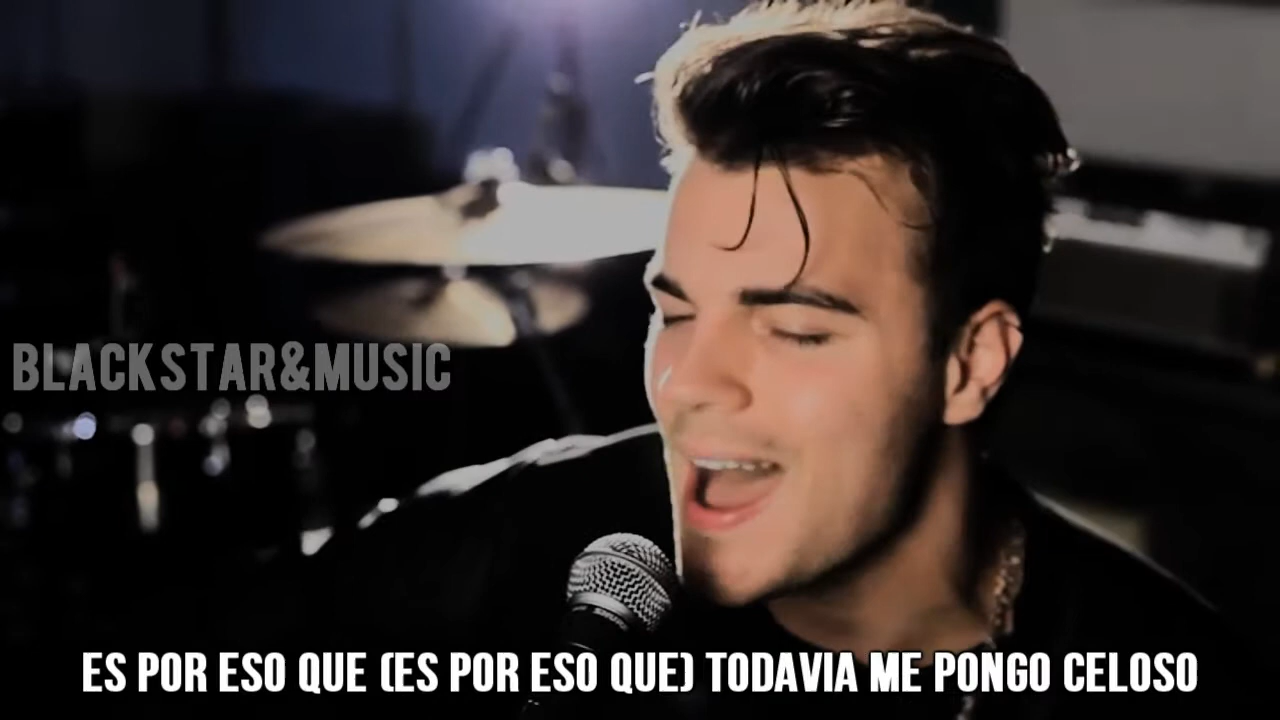 BLACKSTAR&MUSIC
ES POR ESO QUE (ES POR ESO QUE) TODAVIA ME PONGO CELOSO